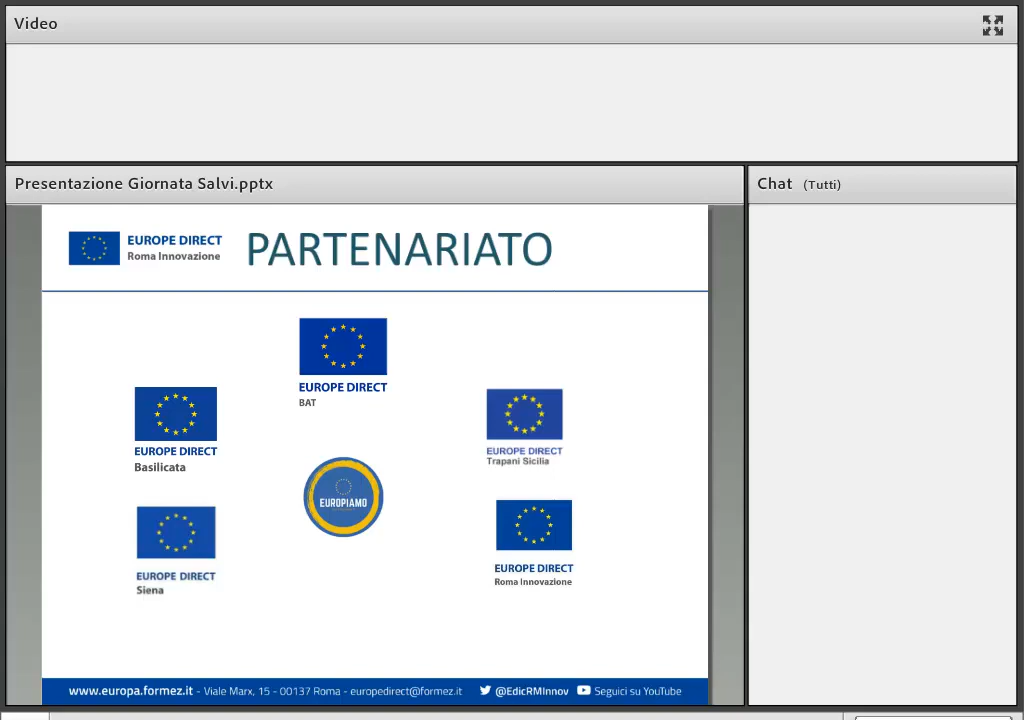 Video
Presentazione Giornata Salvi.pptx
Chat (Tutti)
EUROPE DIRECT
Roma Innovazione
PARTENARIATO
EUROPE DIRECT
BAT
EUROPE DIRECT
Basilicata
EUROPE DIRECT
Trapani Sicilia
EUROPIAMO
EUROPE DIRECT
Siena
EUROPE DIRECT
Roma Innovazione
www.europa.formez.it - Viale Marx, 15 - 00137 Roma - europedirect@formez.it @EdicRMInnov Seguici su YouTube